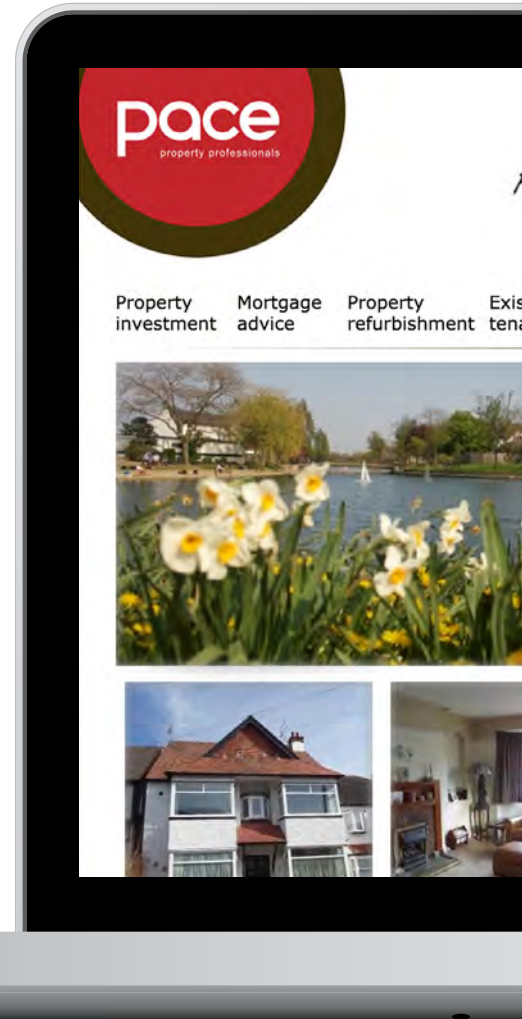 pace
property professionals
Property Mortgage Property
investment advice refurbishment